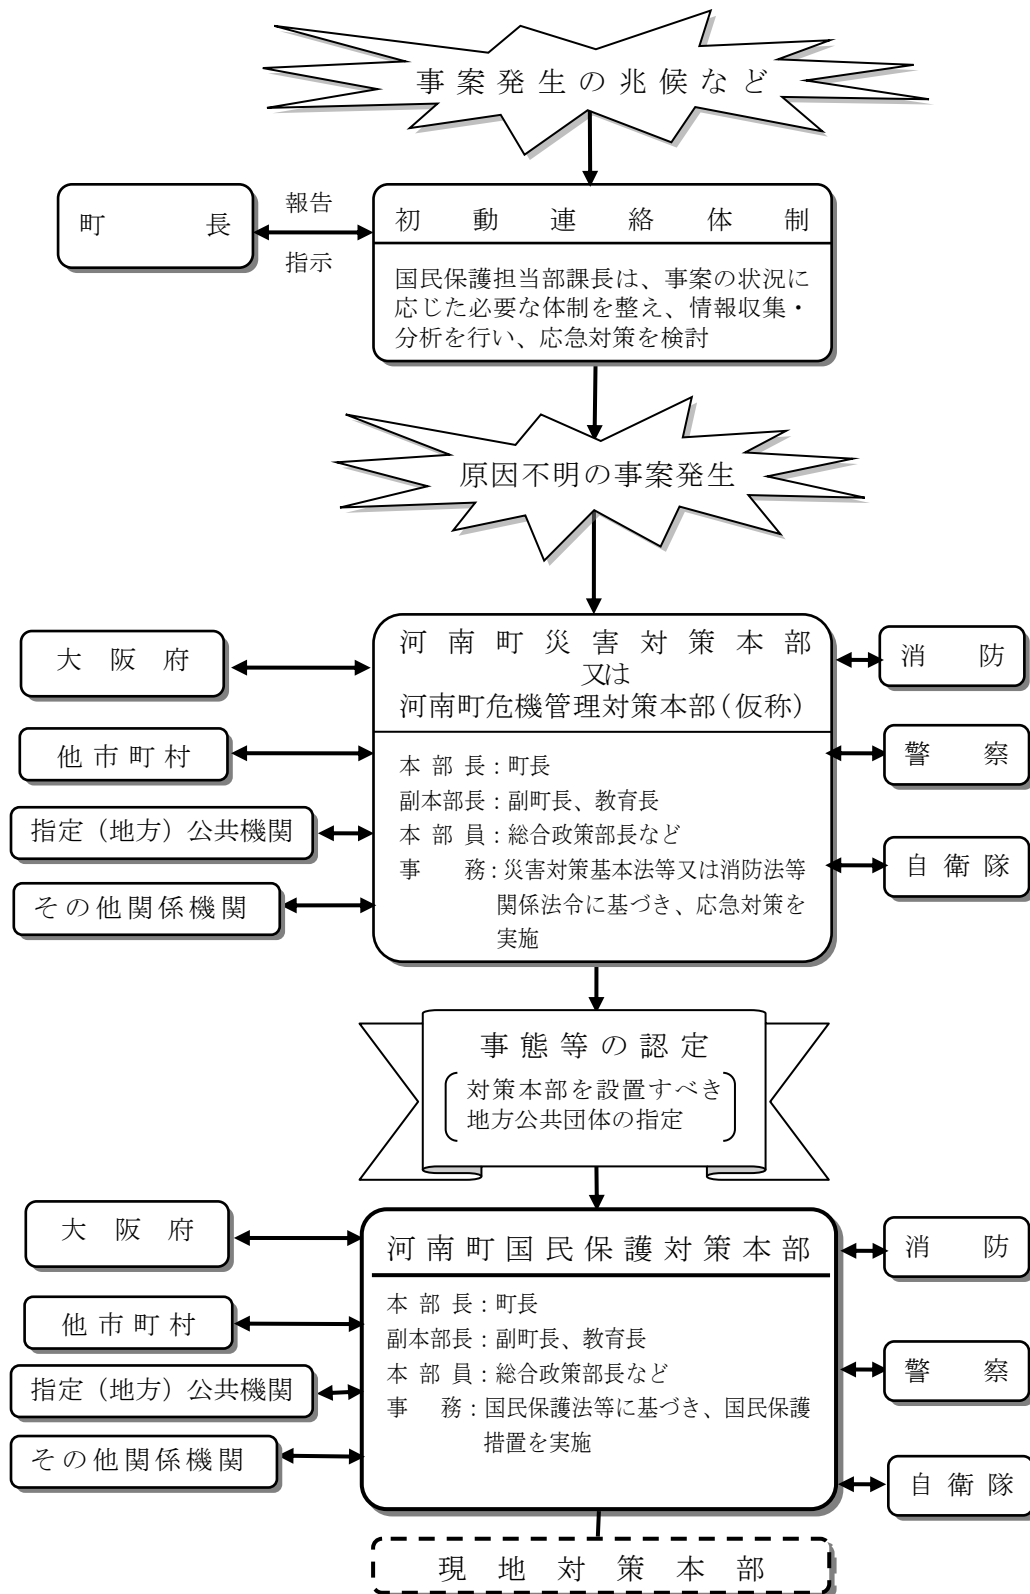 事案発生の兆候など
町長
報告
指示
初動連絡体制
国民保護担当部課長は、事案の状況に
応じた必要な体制を整え、情報収集・
分析を行い、応急対策を検討
原因不明の事案発生
大阪府
他市町村
指定（地方）公共機関
その他関係機関
河南町災害対策本部
又は
河南町危機管理対策本部(仮称)
本部長：町長
副本部長：副町長、教育長
本部員：総合政策部長など
事務：災害対策基本法等又は消防法等
関係法令に基づき、応急対策を
実施
消防
警察
自衛隊
事態等の認定
対策本部を設置すべき
地方公共団体の指定
大阪府
他市町村
指定（地方）公共機関
その他関係機関
河南町国民保護対策本部
本部長：町長
副本部長：副町長、教育長
本部員：総合政策部長など
事務：国民保護法等に基づき、国民保護
措置を実施
消防
警察
自衛隊
現地対策本部